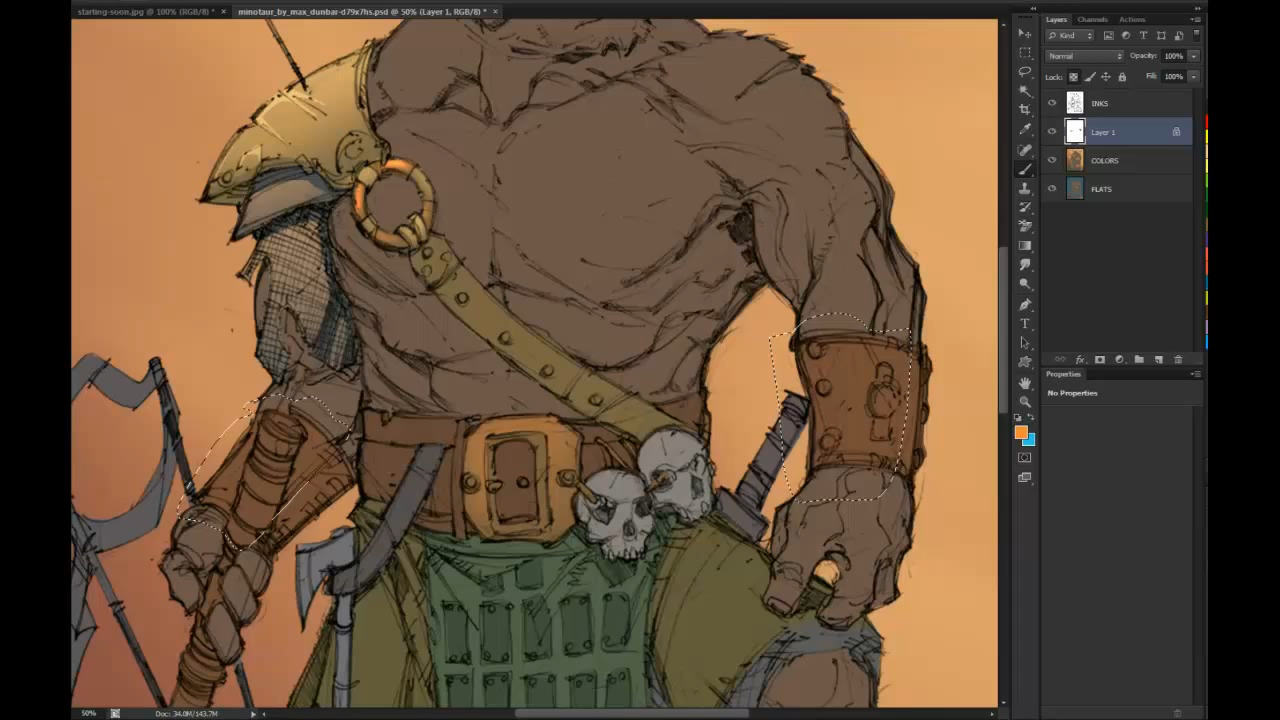 starting-soon.jpg @ 100% (RGB/8) * ×
minotaur_by_max_dunbar-d79x7hs.psd @ 50% (Layer 1, RGB/8) * ×
Layers Channels Actions
Kind
Normal Opacity: 100%
Lock: Fill: 100%
INKS
Layer 1
COLORS
FLATS
fx
Properties
No Properties
50% Doc: 34.0M/143.7M